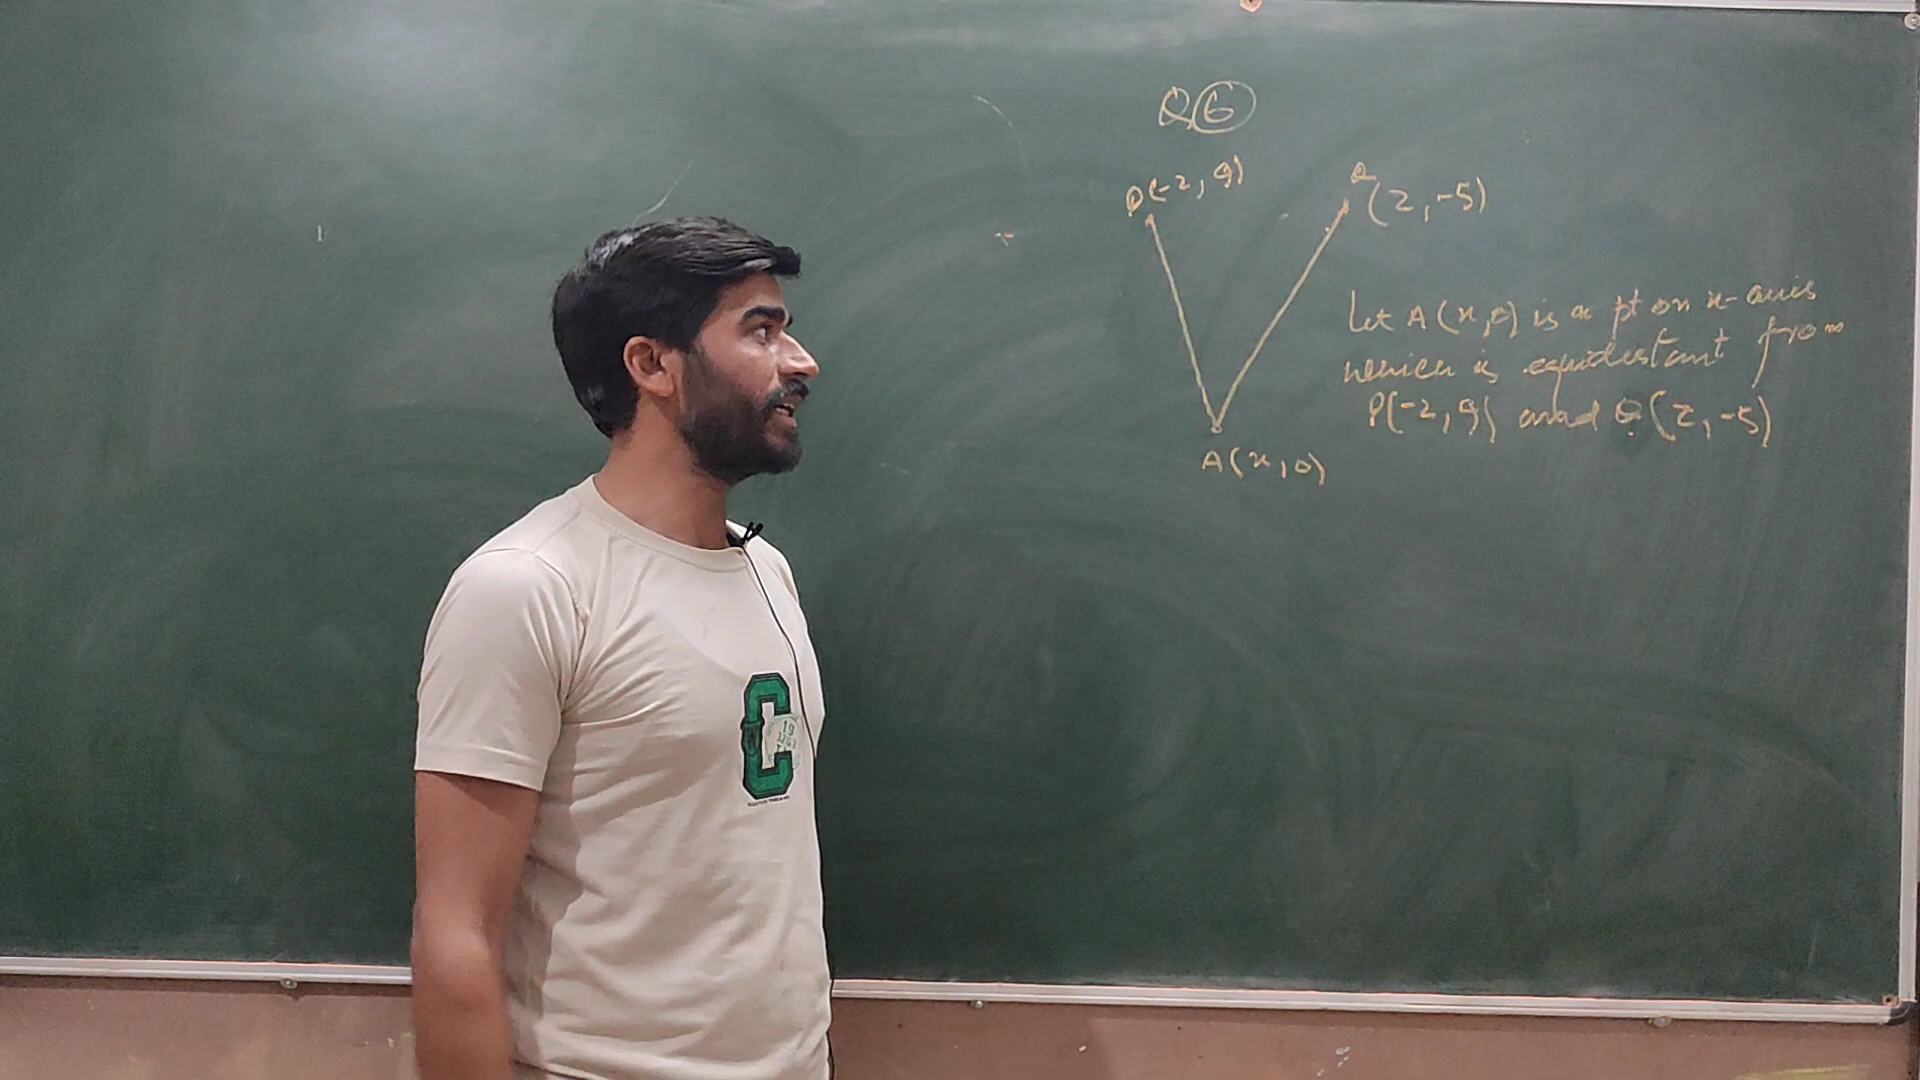 Q 6
P(-2, 9)
Q
(2, -5)
Let A(x,0) is a pt on x-axis
which is equidistant from
P(-2, 9) and Q(2, -5)
A(x, 0)
C